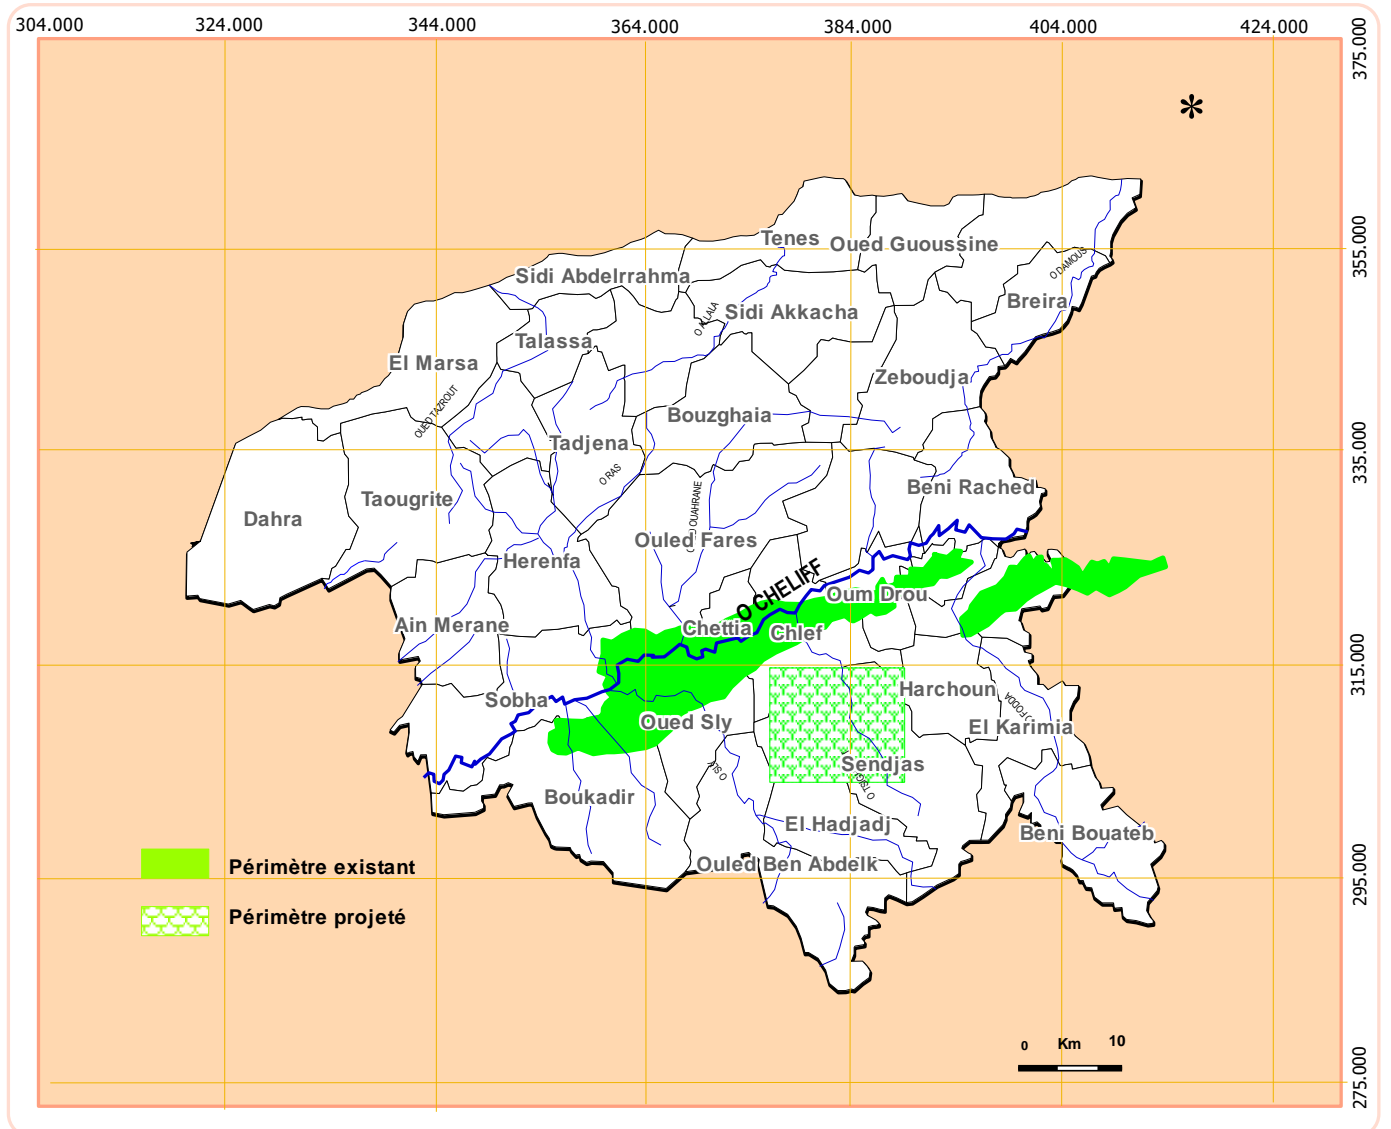 304.000 324.000 344.000 364.000 384.000 404.000 424.000
375.000
*
Tenes
Oued Guoussine
355.000
O DAMOUS
Sidi Abdelrrahma
Breira
Sidi Akkacha
O ALLALA
Talassa
El Marsa
Zeboudja
OUED TAZROUT
Bouzghaia
Tadjena
335.000
O RAS
Beni Rached
Taougrite
Dahra
OUAHRANE
Ouled Fares
Herenfa
O CHELIFF
Oum Drou
Ain Merane
Chettia
Chlef
315.000
Harchoun
Sobha
FODDA
Oued Sly
El Karimia
O SLY
Sendjas
Boukadir
El Hadjadj
Beni Bouateb
Ouled Ben Abdelk
295.000
Périmètre existant
Périmètre projeté
0 Km 10
275.000